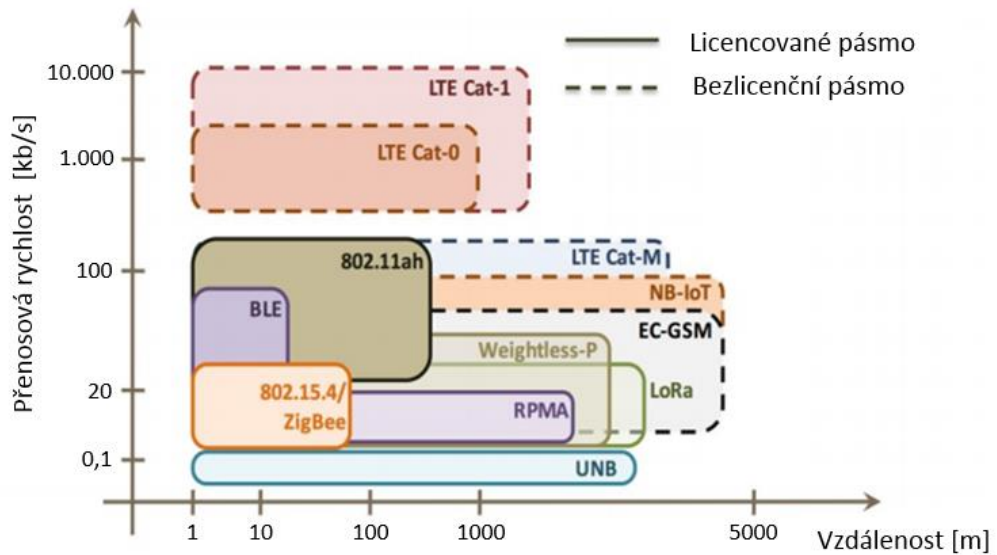 Licencované pásmo
Bezlicenční pásmo
Přenosová rychlost [kb/s]
10.000
1.000
100
20
0,1
LTE Cat-1
LTE Cat-0
802.11ah
LTE Cat-M
NB-IoT
BLE
EC-GSM
Weightless-P
802.15.4/
ZigBee
RPMA
LoRa
UNB
1
10
100
1000
5000
Vzdálenost [m]